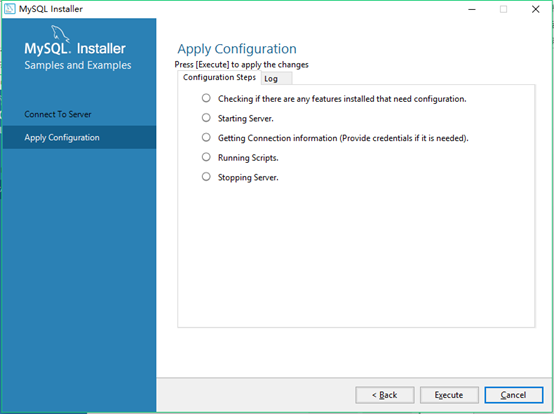 MySQL Installer
MySQL. Installer
Samples and Examples
Connect To Server
Apply Configuration
Apply Configuration
Press [Execute] to apply the changes
Configuration Steps Log
Checking if there are any features installed that need configuration.
Starting Server.
Getting Connection information (Provide credentials if it is needed).
Running Scripts.
Stopping Server.
< Back Execute Cancel